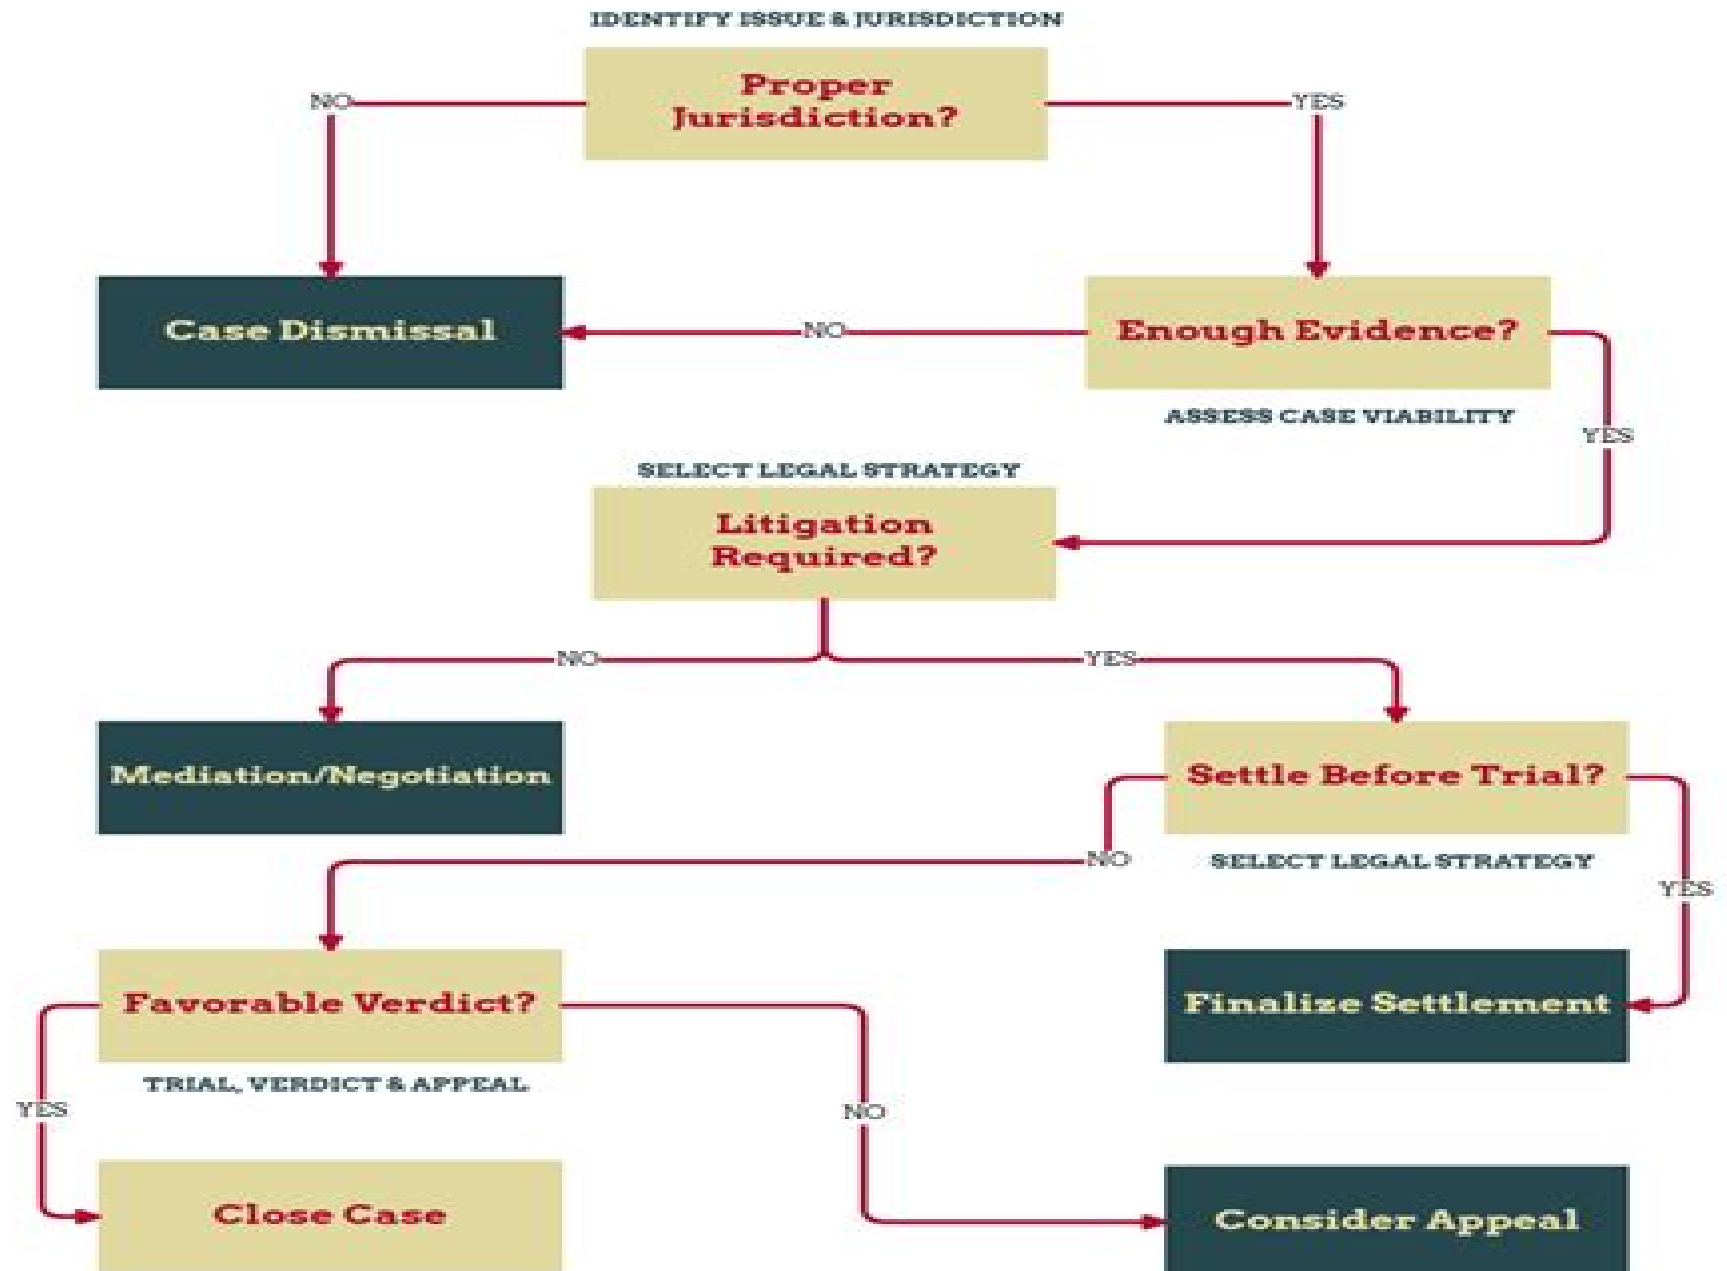 IDENTIFY ISSUE & JURISDICTION
Proper
Jurisdiction?
NO
YES
Case Dismissal
NO
Enough Evidence?
ASSESS CASE VIABILITY
YES
SELECT LEGAL STRATEGY
Litigation
Required?
NO
YES
Mediation/Negotiation
Settle Before Trial?
NO
SELECT LEGAL STRATEGY
YES
Favorable Verdict?
Finalize Settlement
TRIAL, VERDICT & APPEAL
YES
NO
Close Case
Consider Appeal